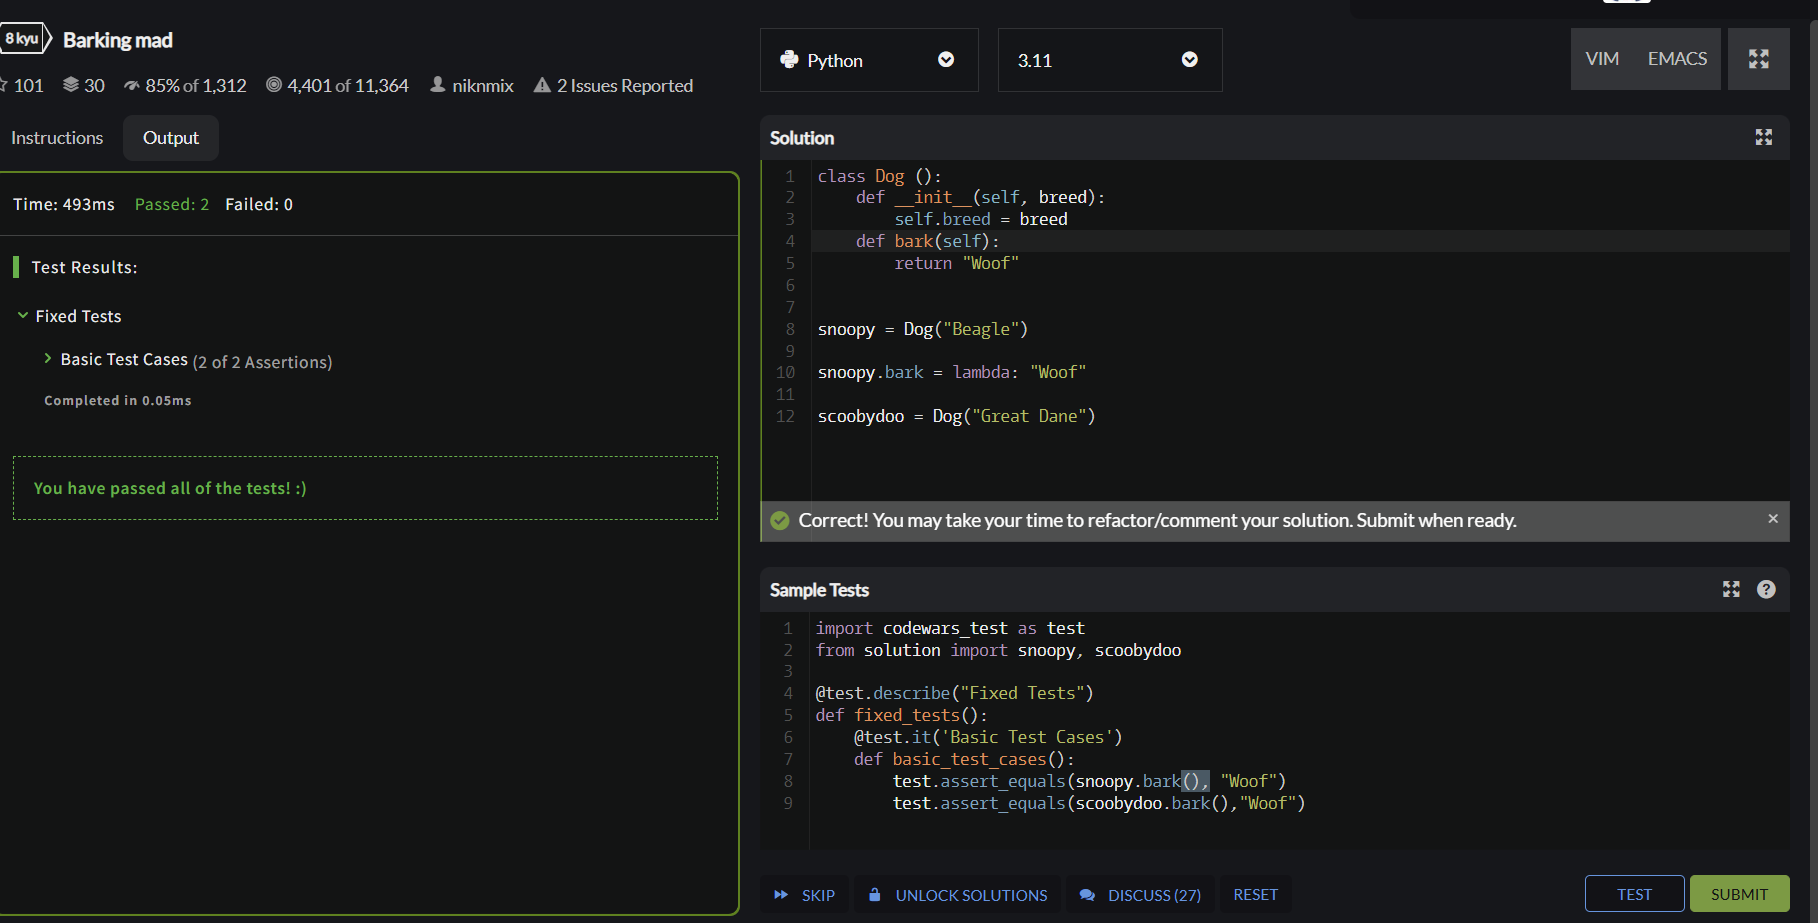 8 kyu Barking mad
101 30 85% of 1,312 4,401 of 11,364 niknmix 2 Issues Reported
Instructions Output
Time: 493ms Passed: 2 Failed: 0
Test Results:
Fixed Tests
Basic Test Cases (2 of 2 Assertions)
Completed in 0.05ms
You have passed all of the tests! :)
Python 3.11 VIM EMACS
Solution
1 class Dog ():
2     def __init__(self, breed):
3         self.breed = breed
4     def bark(self):
5         return "Woof"
6
7
8 snoopy = Dog("Beagle")
9
10 snoopy.bark = lambda: "Woof"
11
12 scoobydoo = Dog("Great Dane")
Correct! You may take your time to refactor/comment your solution. Submit when ready. ×
Sample Tests ?
1 import codewars_test as test
2 from solution import snoopy, scoobydoo
3
4 @test.describe("Fixed Tests")
5 def fixed_tests():
6     @test.it('Basic Test Cases')
7     def basic_test_cases():
8         test.assert_equals(snoopy.bark(), "Woof")
9         test.assert_equals(scoobydoo.bark(),"Woof")
SKIP UNLOCK SOLUTIONS DISCUSS (27) RESET TEST SUBMIT